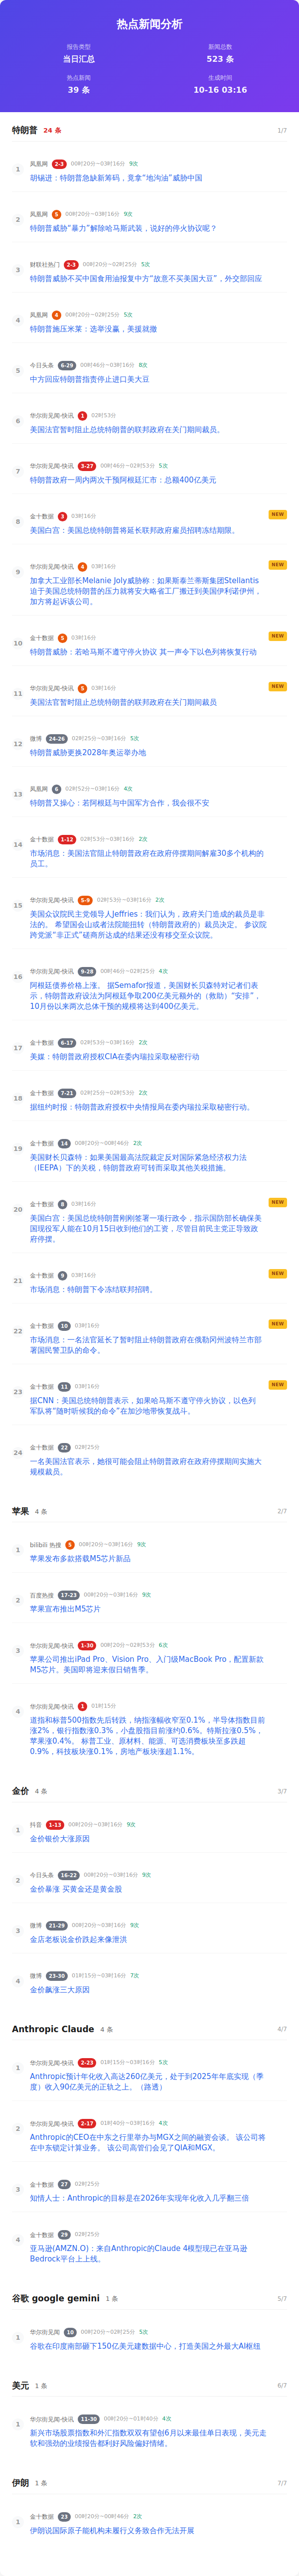 热点新闻分析
报告类型
当日汇总
新闻总数
523 条
热点新闻
39 条
生成时间
10-16 03:16
特朗普 24 条 1/7
1
凤凰网 2-3 00时20分~03时16分 9次
胡锡进：特朗普急缺新筹码，竟拿“地沟油”威胁中国
2
凤凰网 5 00时20分~03时16分 9次
特朗普威胁“暴力”解除哈马斯武装，说好的停火协议呢？
3
财联社热门 2-3 00时20分~02时25分 5次
特朗普威胁不买中国食用油报复中方“故意不买美国大豆”，外交部回应
4
凤凰网 4 00时20分~02时25分 5次
特朗普施压米莱：选举没赢，美援就撤
5
今日头条 6-29 00时46分~03时16分 8次
中方回应特朗普指责停止进口美大豆
6
华尔街见闻-快讯 1 02时53分
美国法官暂时阻止总统特朗普的联邦政府在关门期间裁员。
7
华尔街见闻-快讯 3-27 00时46分~02时53分 5次
特朗普政府一周内两次干预阿根廷汇市：总额400亿美元
8
金十数据 3 03时16分 NEW
美国白宫：美国总统特朗普将延长联邦政府雇员招聘冻结期限。
9
华尔街见闻-快讯 4 03时16分 NEW
加拿大工业部长Melanie Joly威胁称：如果斯泰兰蒂斯集团Stellantis
迫于美国总统特朗普的压力就将安大略省工厂搬迁到美国伊利诺伊州，
加方将起诉该公司。
10
金十数据 5 03时16分 NEW
特朗普威胁：若哈马斯不遵守停火协议 其一声令下以色列将恢复行动
11
华尔街见闻-快讯 5 03时16分 NEW
美国法官暂时阻止总统特朗普的联邦政府在关门期间裁员
12
微博 24-26 02时25分~03时16分 5次
特朗普威胁更换2028年奥运举办地
13
凤凰网 6 02时52分~03时16分 4次
特朗普又操心：若阿根廷与中国军方合作，我会很不安
14
金十数据 1-12 02时53分~03时16分 2次
市场消息：美国法官阻止特朗普政府在政府停摆期间解雇30多个机构的
员工。
15
华尔街见闻-快讯 5-9 02时53分~03时16分 2次
美国众议院民主党领导人Jeffries：我们认为，政府关门造成的裁员是非
法的。 希望国会山或者法院能扭转（特朗普政府的）裁员决定。 参议院
跨党派“非正式”磋商所达成的结果还没有移交至众议院。
16
华尔街见闻-快讯 9-28 00时46分~02时25分 4次
阿根廷债券价格上涨。 据Semafor报道，美国财长贝森特对记者们表
示，特朗普政府设法为阿根廷争取200亿美元额外的（救助）“安排”，
10月份以来两次总体干预的规模将达到400亿美元。
17
金十数据 6-17 02时53分~03时16分 2次
美媒：特朗普政府授权CIA在委内瑞拉采取秘密行动
18
金十数据 7-21 02时25分~02时53分 2次
据纽约时报：特朗普政府授权中央情报局在委内瑞拉采取秘密行动。
19
金十数据 14 00时20分~00时46分 2次
美国财长贝森特：如果美国最高法院裁定反对国际紧急经济权力法
（IEEPA）下的关税，特朗普政府可转而采取其他关税措施。
20
金十数据 8 03时16分 NEW
美国白宫：美国总统特朗普刚刚签署一项行政令，指示国防部长确保美
国现役军人能在10月15日收到他们的工资，尽管目前民主党正导致政
府停摆。
21
金十数据 9 03时16分 NEW
市场消息：特朗普下令冻结联邦招聘。
22
金十数据 10 03时16分 NEW
市场消息：一名法官延长了暂时阻止特朗普政府在俄勒冈州波特兰市部
署国民警卫队的命令。
23
金十数据 11 03时16分 NEW
据CNN：美国总统特朗普表示，如果哈马斯不遵守停火协议，以色列
军队将“随时听候我的命令”在加沙地带恢复战斗。
24
金十数据 22 02时25分
一名美国法官表示，她很可能会阻止特朗普政府在政府停摆期间实施大
规模裁员。
苹果 4 条 2/7
1
bilibili 热搜 5 00时20分~03时16分 9次
苹果发布多款搭载M5芯片新品
2
百度热搜 17-23 00时20分~03时16分 9次
苹果宣布推出M5芯片
3
华尔街见闻-快讯 1-30 00时20分~02时53分 6次
苹果公司推出iPad Pro、Vision Pro、入门级MacBook Pro，配置新款
M5芯片。美国即将迎来假日销售季。
4
华尔街见闻-快讯 1 01时15分
道指和标普500指数先后转跌，纳指涨幅收窄至0.1%，半导体指数目前
涨2%，银行指数涨0.3%，小盘股指目前涨约0.6%。特斯拉涨0.5%，
苹果涨0.4%。 标普工业、原材料、能源、可选消费板块至多跌超
0.9%，科技板块涨0.1%，房地产板块涨超1.1%。
金价 4 条 3/7
1
抖音 1-13 00时20分~03时16分 9次
金价银价大涨原因
2
今日头条 16-22 00时20分~03时16分 9次
金价暴涨 买黄金还是黄金股
3
微博 21-29 00时20分~03时16分 9次
金店老板说金价跌起来像泄洪
4
微博 23-30 01时15分~03时16分 7次
金价飙涨三大原因
Anthropic Claude 4 条 4/7
1
华尔街见闻-快讯 2-23 01时15分~03时16分 5次
Anthropic预计年化收入高达260亿美元，处于到2025年年底实现（季
度）收入90亿美元的正轨之上。（路透）
2
华尔街见闻-快讯 2-17 01时40分~03时16分 4次
Anthropic的CEO在中东之行里举办与MGX之间的融资会谈。 该公司将
在中东锁定计算业务。 该公司高管们会见了QIA和MGX。
3
金十数据 27 02时25分
知情人士：Anthropic的目标是在2026年实现年化收入几乎翻三倍
4
金十数据 29 02时25分
亚马逊(AMZN.O)：来自Anthropic的Claude 4模型现已在亚马逊
Bedrock平台上上线。
谷歌 google gemini 1 条 5/7
1
华尔街见闻 10 00时20分~02时25分 5次
谷歌在印度南部砸下150亿美元建数据中心，打造美国之外最大AI枢纽
美元 1 条 6/7
1
华尔街见闻-快讯 11-30 00时20分~01时40分 4次
新兴市场股票指数和外汇指数双双有望创6月以来最佳单日表现，美元走
软和强劲的业绩报告都利好风险偏好情绪。
伊朗 1 条 7/7
1
金十数据 23 00时20分~00时46分 2次
伊朗说国际原子能机构未履行义务致合作无法开展